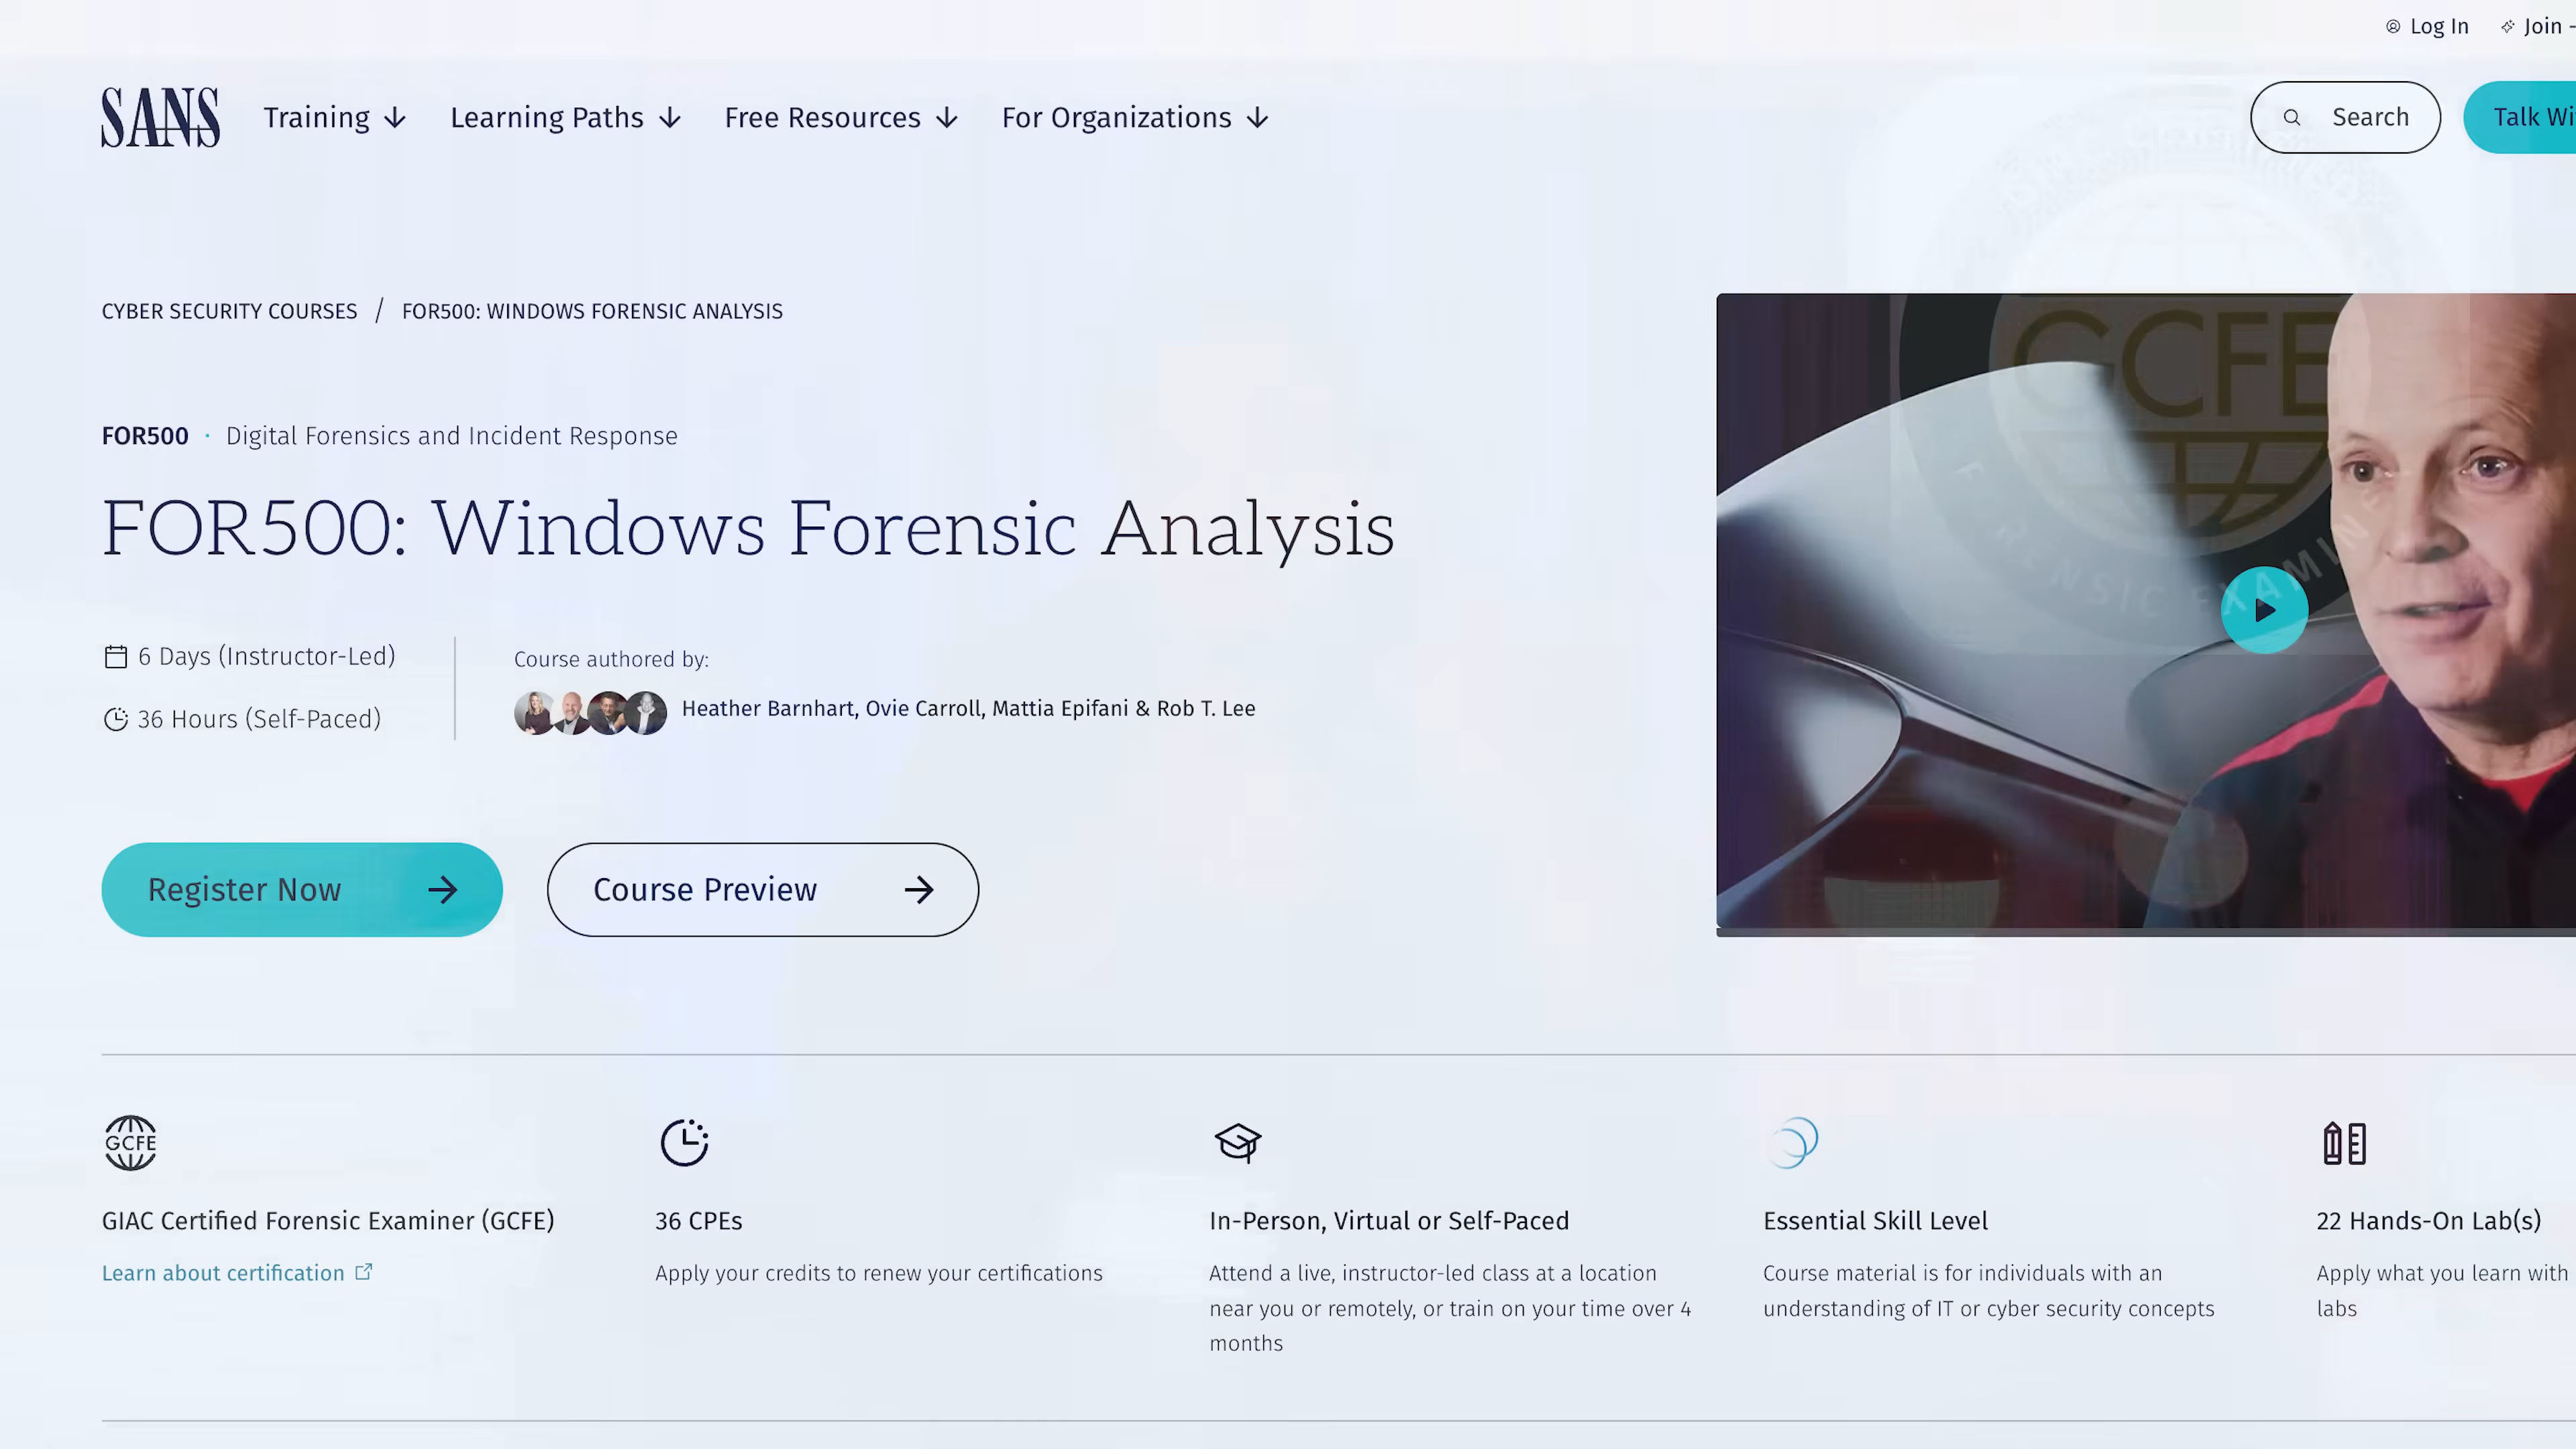 Log In
Join
SANS
Training
Learning Paths
Free Resources
For Organizations
Search
Talk
CYBER SECURITY COURSES / FOR500: WINDOWS FORENSIC ANALYSIS
FOR500 · Digital Forensics and Incident Response
FOR500: Windows Forensic Analysis
6 Days (Instructor-Led)
36 Hours (Self-Paced)
Course authored by:
Heather Barnhart, Ovie Carroll, Mattia Epifani & Rob T. Lee
Register Now
Course Preview
GCFE
GCFE
GIAC Certified Forensic Examiner (GCFE)
Learn about certification
36 CPEs
Apply your credits to renew your certifications
In-Person, Virtual or Self-Paced
Attend a live, instructor-led class at a location
near you or remotely, or train on your time over 4
months
Essential Skill Level
Course material is for individuals with an
understanding of IT or cyber security concepts
22 Hands-On Lab(s)
Apply what you learn with
labs